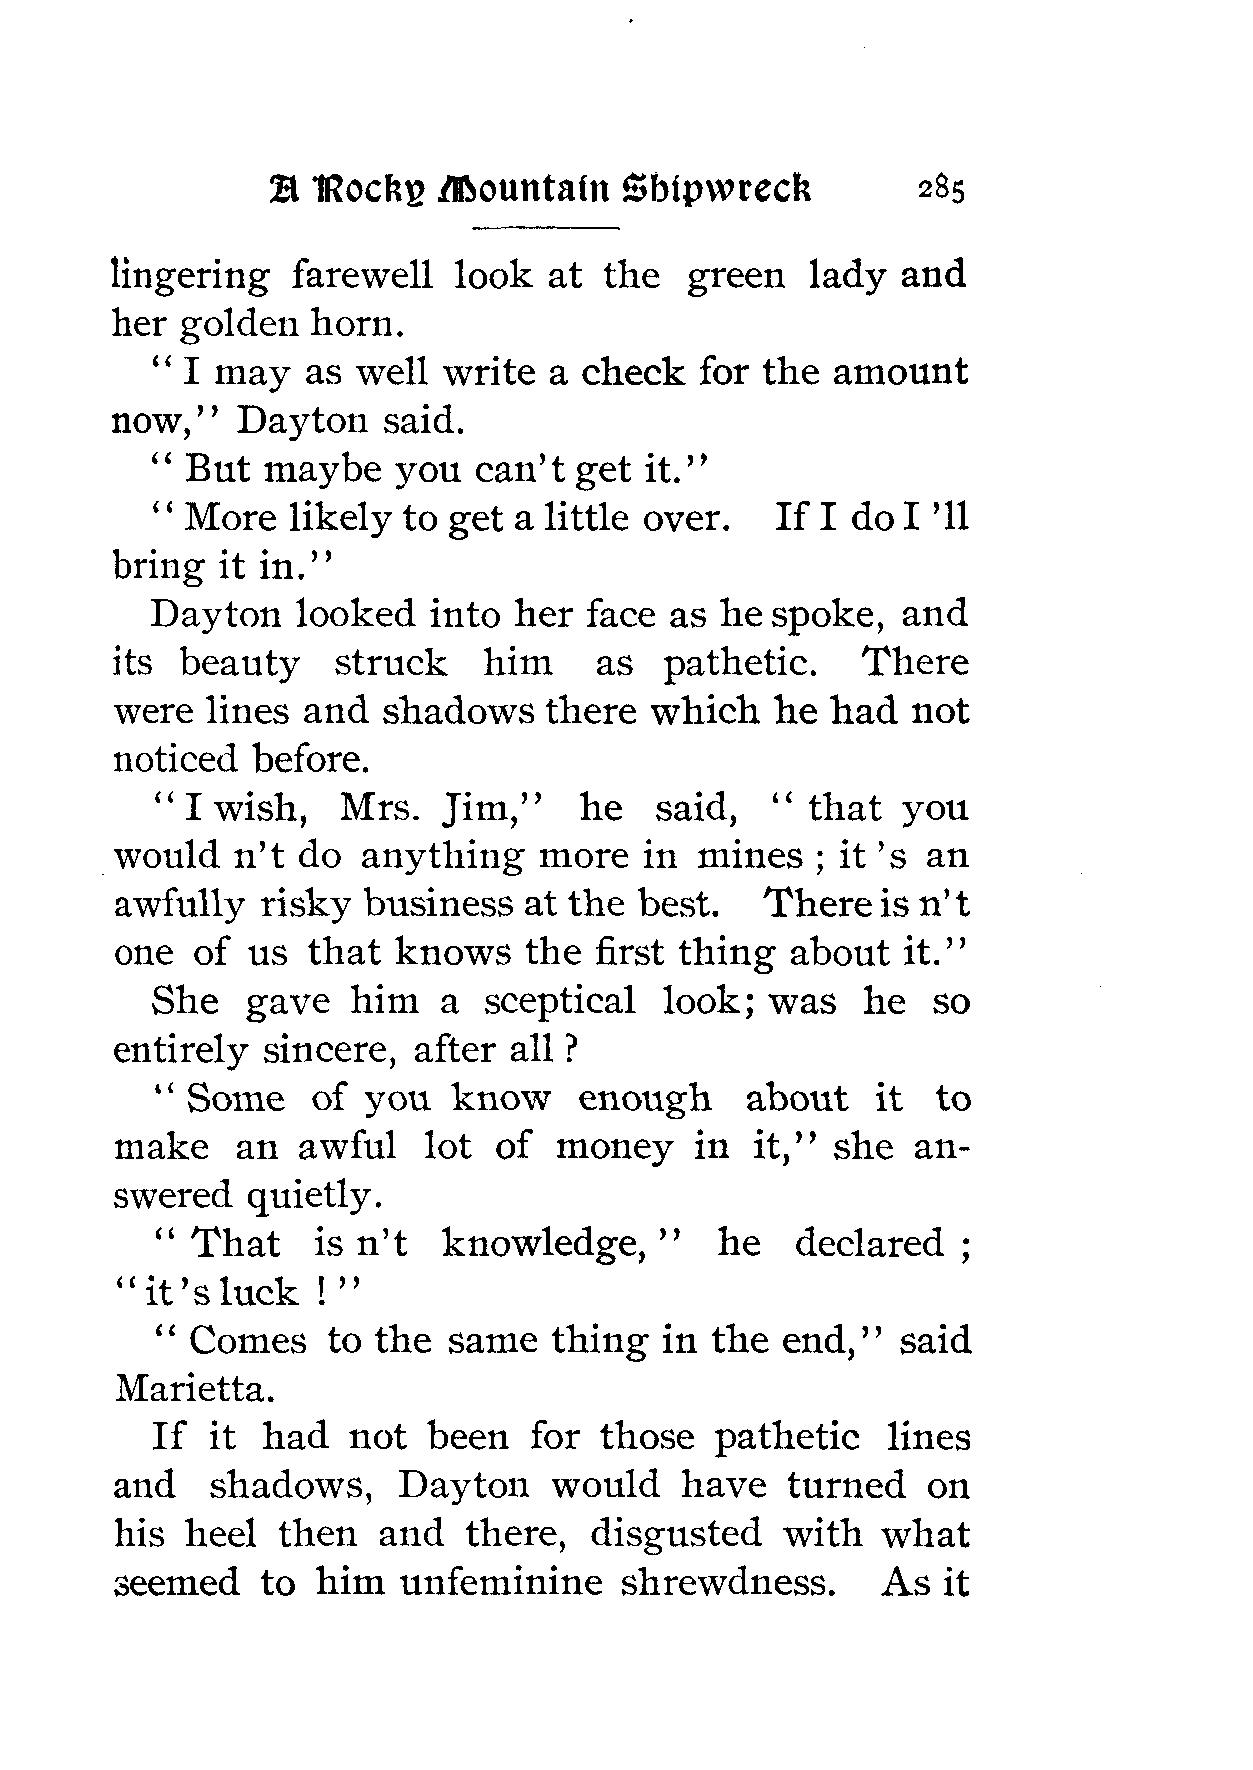 A Rocky Mountain Shipwreck 285
lingering farewell look at the green lady and
her golden horn.
" I may as well write a check for the amount
now," Dayton said.
" But maybe you can't get it."
" More likely to get a little over. If I do I 'll
bring it in."
Dayton looked into her face as he spoke, and
its beauty struck him as pathetic. There
were lines and shadows there which he had not
noticed before.
" I wish, Mrs. Jim," he said, " that you
would n't do anything more in mines ; it 's an
awfully risky business at the best. There is n't
one of us that knows the first thing about it."
She gave him a sceptical look; was he so
entirely sincere, after all ?
" Some of you know enough about it to
make an awful lot of money in it," she an-
swered quietly.
" That is n't knowledge, " he declared ;
" it 's luck ! "
" Comes to the same thing in the end," said
Marietta.
If it had not been for those pathetic lines
and shadows, Dayton would have turned on
his heel then and there, disgusted with what
seemed to him unfeminine shrewdness. As it